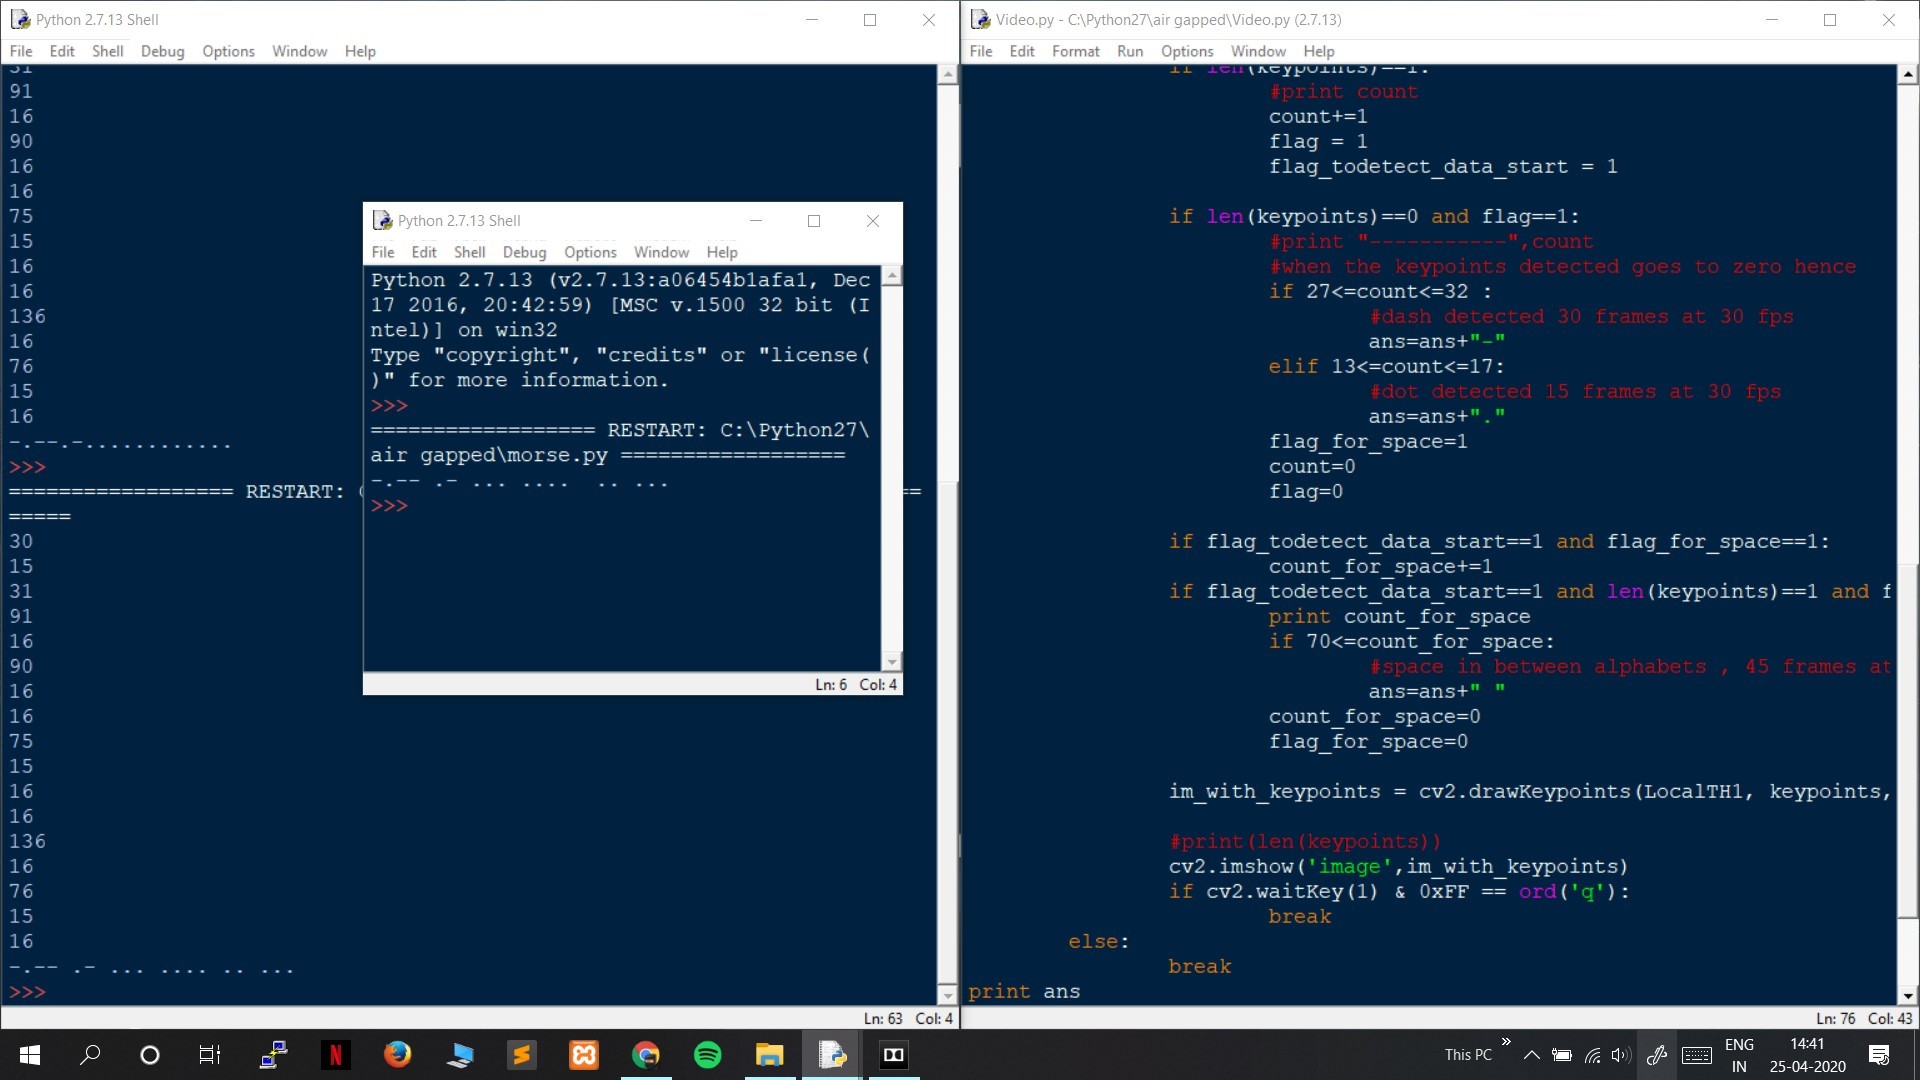 Python 2.7.13 Shell
File Edit Shell Debug Options Window Help
31
91
16
90
16
16
75
15
16
16
136
16
76
15
16
-.--.-............
>>>
================== RESTART: ==
=====
30
15
31
91
16
90
16
16
75
15
16
16
136
16
76
15
16
-.-- .- ... .... .. ...
>>>
Ln: 63 Col: 4
Python 2.7.13 Shell
File Edit Shell Debug Options Window Help
Python 2.7.13 (v2.7.13:a06454b1afa1, Dec
17 2016, 20:42:59) [MSC v.1500 32 bit (I
ntel)] on win32
Type "copyright", "credits" or "license(
)" for more information.
>>>
================== RESTART: C:\Python27\
air gapped\morse.py ==================
-.-- .- ... ....  .. ...
>>>
Ln: 6 Col: 4
Video.py - C:\Python27\air gapped\Video.py (2.7.13)
File Edit Format Run Options Window Help
if len(keypoints)==1:
#print count
count+=1
flag = 1
flag_todetect_data_start = 1
if len(keypoints)==0 and flag==1:
#print "-----------",count
#when the keypoints detected goes to zero hence
if 27<=count<=32 :
#dash detected 30 frames at 30 fps
ans=ans+"-"
elif 13<=count<=17:
#dot detected 15 frames at 30 fps
ans=ans+"."
flag_for_space=1
count=0
flag=0
if flag_todetect_data_start==1 and flag_for_space==1:
count_for_space+=1
if flag_todetect_data_start==1 and len(keypoints)==1 and f
print count_for_space
if 70<=count_for_space:
#space in between alphabets , 45 frames at
ans=ans+" "
count_for_space=0
flag_for_space=0
im_with_keypoints = cv2.drawKeypoints(LocalTH1, keypoints,
#print(len(keypoints))
cv2.imshow('image',im_with_keypoints)
if cv2.waitKey(1) & 0xFF == ord('q'):
break
else:
break
print ans
Ln: 76 Col: 43
This PC
ENG
IN
14:41
25-04-2020